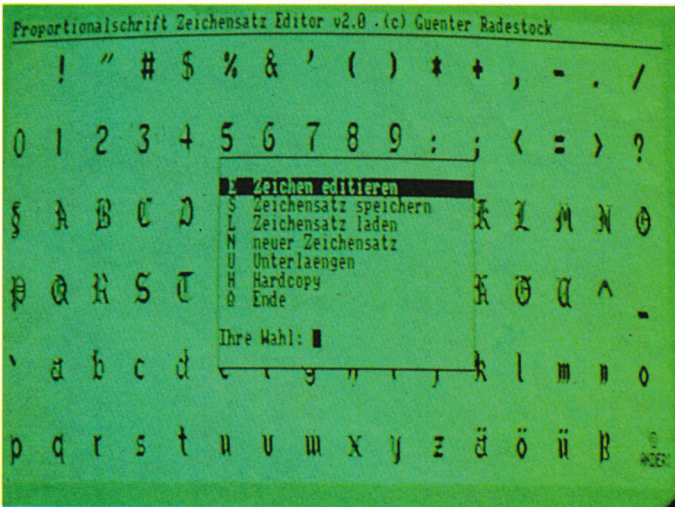 Proportionalschrift Zeichensatz Editor v2.0 .(c) Guenter Radestock
! " # $ % & ' ( ) * + , - . /
0 1 2 3 4 5 6 7 8 9 : ; < = > ?
E Zeichen editieren
S Zeichensatz speichern
L Zeichensatz laden
N neuer Zeichensatz
U Unterlaengen
H Hardcopy
Q Ende
Ihre Wahl:
§ A B C D K L M N O
P Q R S T Ä Ö Ü ^ _
` a b c d k l m n o
p q r s t u v w x y z ä ö ü ß ©